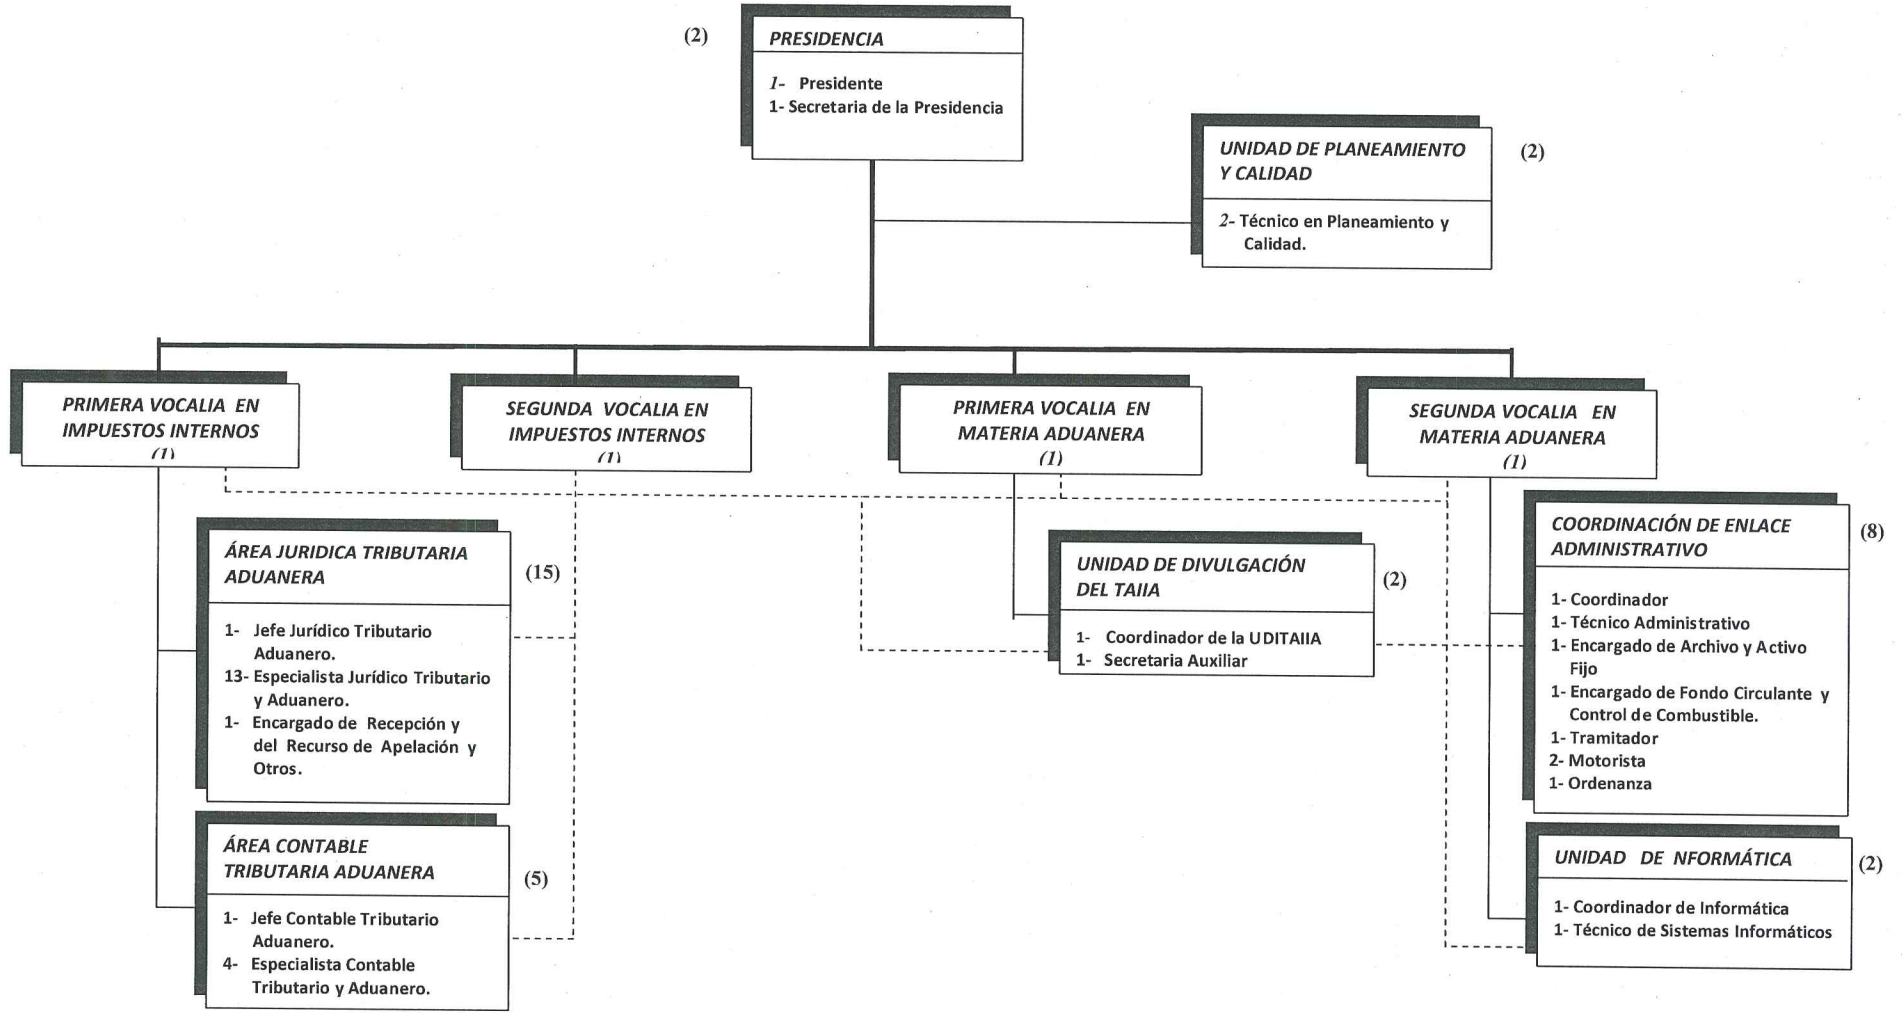 (2)
PRESIDENCIA
1- Presidente
1- Secretaria de la Presidencia
UNIDAD DE PLANEAMIENTO
Y CALIDAD
(2)
2- Técnico en Planeamiento y
Calidad.
PRIMERA VOCALIA EN
IMPUESTOS INTERNOS
(1)
SEGUNDA VOCALIA EN
IMPUESTOS INTERNOS
(1)
PRIMERA VOCALIA EN
MATERIA ADUANERA
(1)
SEGUNDA VOCALIA EN
MATERIA ADUANERA
(1)
ÁREA JURIDICA TRIBUTARIA
ADUANERA
(15)
1- Jefe Jurídico Tributario
Aduanero.
13- Especialista Jurídico Tributario
y Aduanero.
1- Encargado de Recepción y
del Recurso de Apelación y
Otros.
ÁREA CONTABLE
TRIBUTARIA ADUANERA
(5)
1- Jefe Contable Tributario
Aduanero.
4- Especialista Contable
Tributario y Aduanero.
UNIDAD DE DIVULGACIÓN
DEL TAIIA
(2)
1- Coordinador de la UDITAIIA
1- Secretaria Auxiliar
COORDINACIÓN DE ENLACE
ADMINISTRATIVO
(8)
1- Coordinador
1- Técnico Administrativo
1- Encargado de Archivo y Activo
Fijo
1- Encargado de Fondo Circulante y
Control de Combustible.
1- Tramitador
2- Motorista
1- Ordenanza
UNIDAD DE NFORMÁTICA
(2)
1- Coordinador de Informática
1- Técnico de Sistemas Informáticos